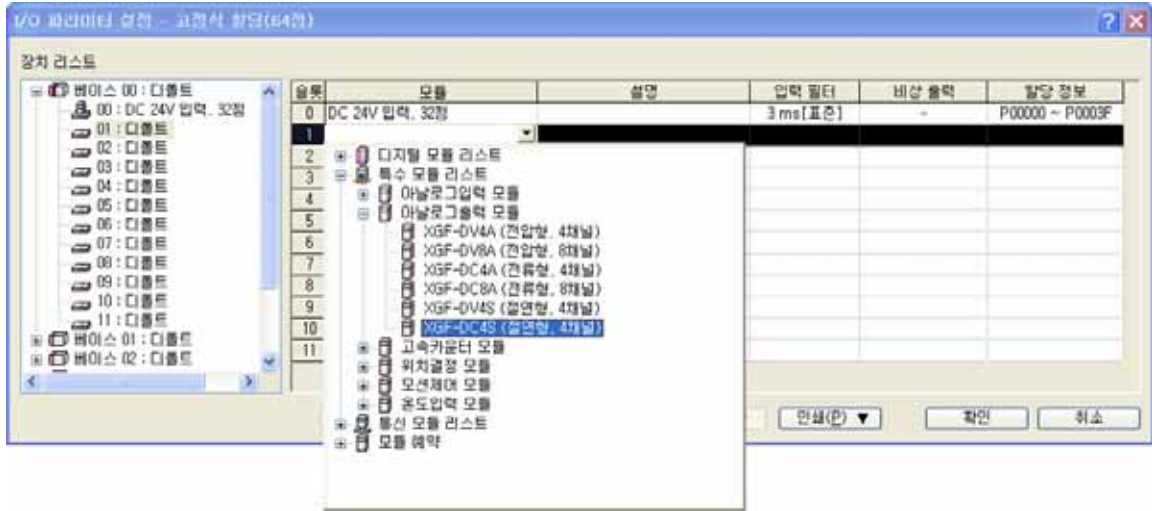 I/O 파라미터 설정 - 고정식 할당(64점)
장치 리스트
베이스 00 : 디폴트
00 : DC 24V 입력, 32점
01 : 디폴트
02 : 디폴트
03 : 디폴트
04 : 디폴트
05 : 디폴트
06 : 디폴트
07 : 디폴트
08 : 디폴트
09 : 디폴트
10 : 디폴트
11 : 디폴트
베이스 01 : 디폴트
베이스 02 : 디폴트
슬롯 모듈 설명 입력 필터 비상 출력 할당 정보
0 DC 24V 입력, 32점 3 ms[표준] - P00000 ~ P0003F
1
2
3
4
5
6
7
8
9
10
11
디지털 모듈 리스트
특수 모듈 리스트
아날로그입력 모듈
아날로그출력 모듈
XGF-DV4A (전압형, 4채널)
XGF-DV8A (전압형, 8채널)
XGF-DC4A (전류형, 4채널)
XGF-DC8A (전류형, 8채널)
XGF-DV4S (절연형, 4채널)
XGF-DC4S (절연형, 4채널)
고속카운터 모듈
위치결정 모듈
모션제어 모듈
온도입력 모듈
통신 모듈 리스트
모듈 예약
인쇄(P) ▼ 확인 취소